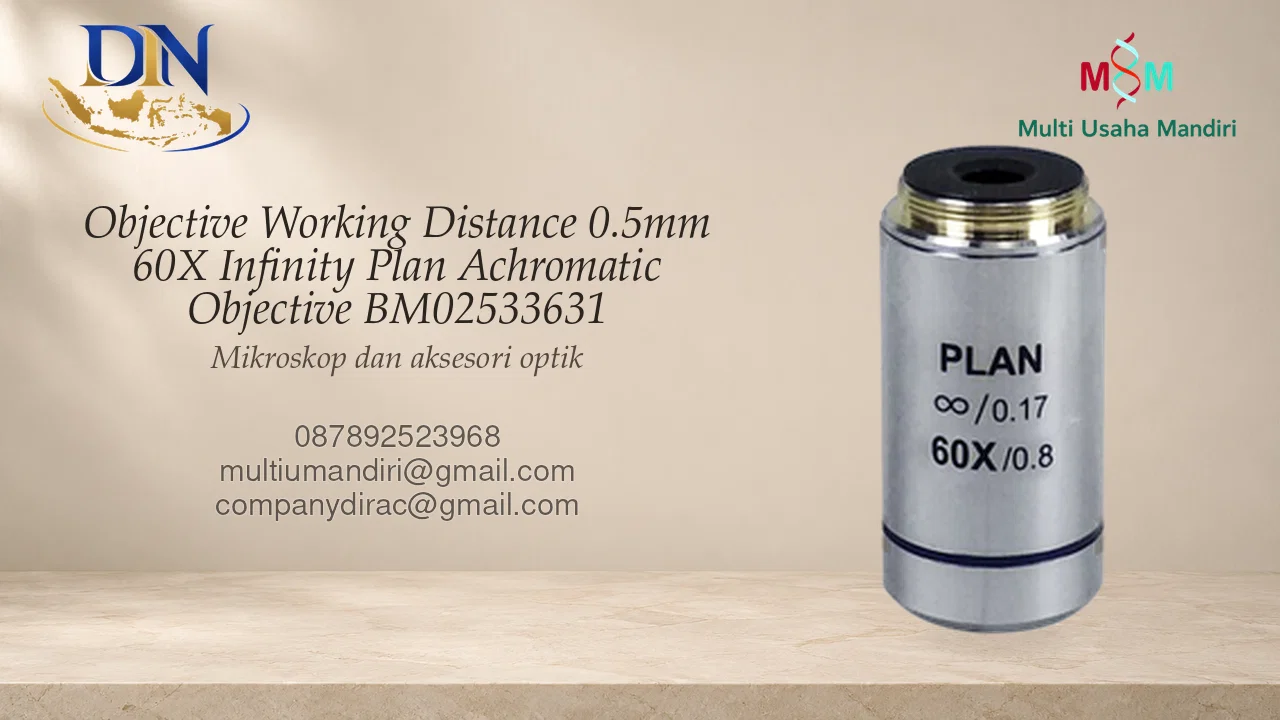 DN
M M
Multi Usaha Mandiri
Objective Working Distance 0.5mm
60X Infinity Plan Achromatic
Objective BM02533631
Mikroskop dan aksesori optik
087892523968
multiumandiri@gmail.com
companydirac@gmail.com
PLAN
∞/0.17
60X/0.8